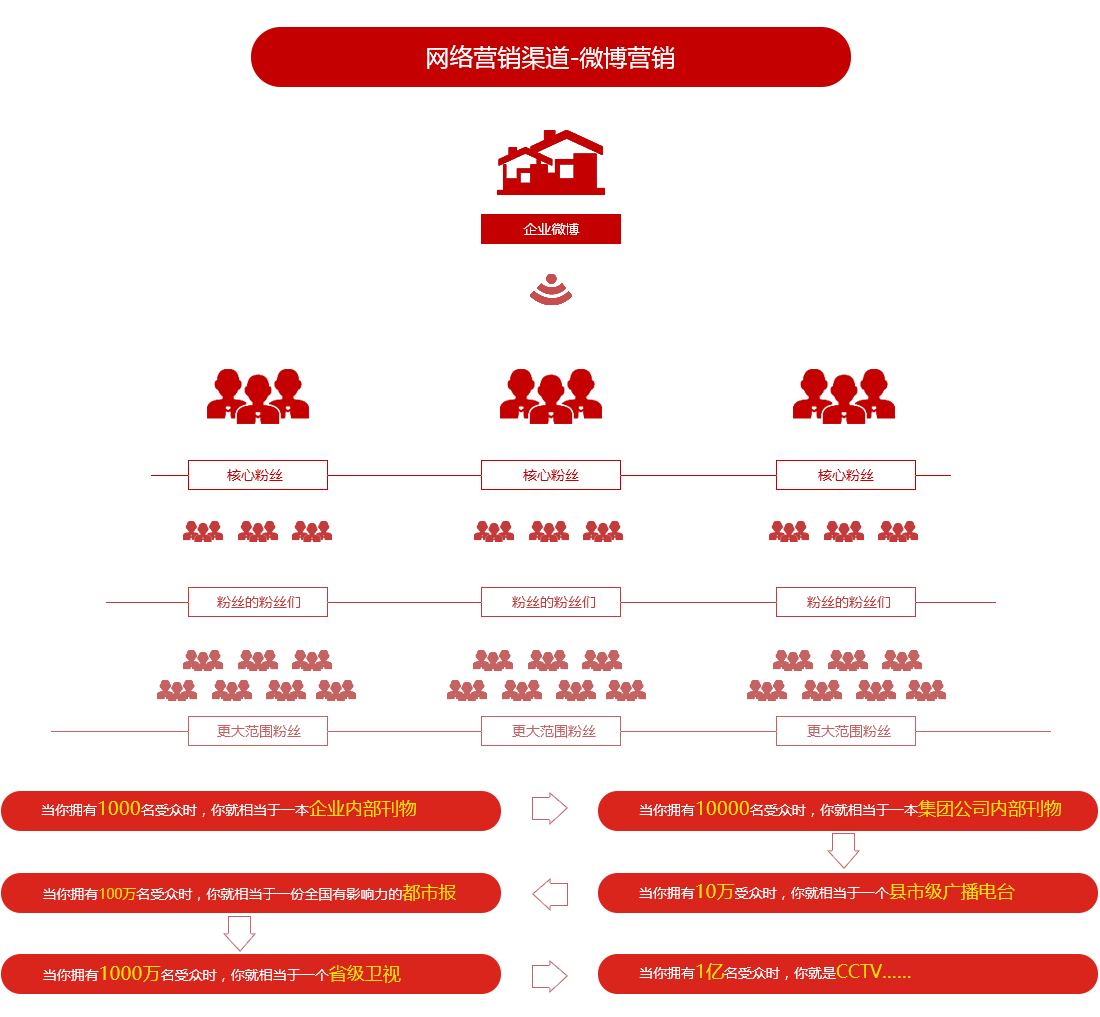 网络营销渠道-微博营销
企业微博
核心粉丝 核心粉丝 核心粉丝
粉丝的粉丝们 粉丝的粉丝们 粉丝的粉丝们
更大范围粉丝 更大范围粉丝 更大范围粉丝
当你拥有1000名受众时，你就相当于一本企业内部刊物
当你拥有10000名受众时，你就相当于一本集团公司内部刊物
当你拥有10万受众时，你就相当于一个县市级广播电台
当你拥有100万名受众时，你就相当于一份全国有影响力的都市报
当你拥有1000万名受众时，你就相当于一个省级卫视
当你拥有1亿名受众时，你就是CCTV......